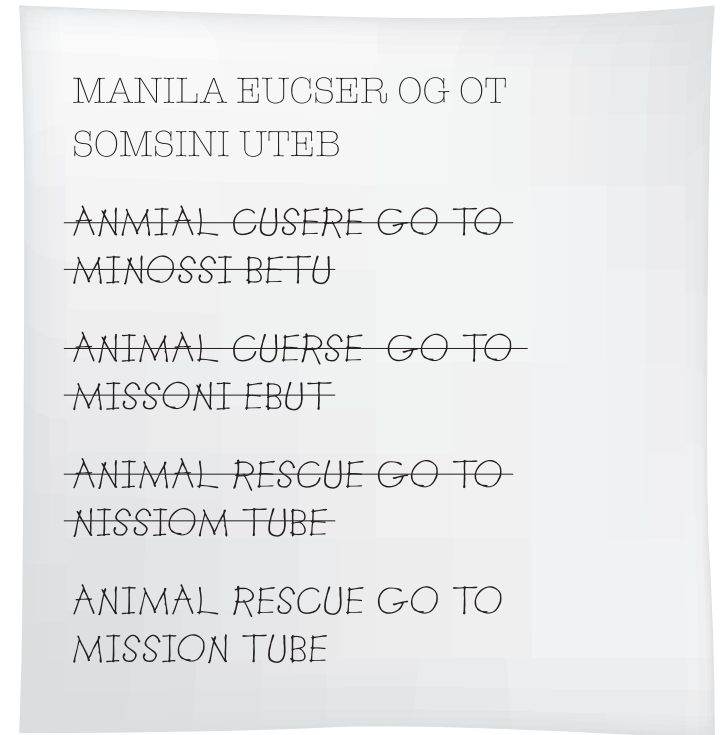 MANILA EUCSER OG OT
SOMSINI UTEB
ANMIAL CUSERE GO TO
MINOSSI BETU
ANIMAL CUERSE GO TO
MISSONI EBUT
ANIMAL RESCUE GO TO
NISSIOM TUBE
ANIMAL RESCUE GO TO
MISSION TUBE